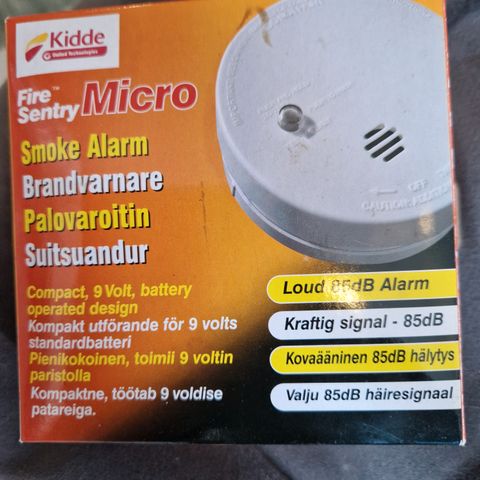 Kidde
United Technologies
Fire™
Sentry Micro
Smoke Alarm
Brandvarnare
Palovaroitin
Suitsuandur
Compact, 9 Volt, battery
operated design
Kompakt utförande för 9 volts
standardbatteri
Pienikokoinen, toimii 9 voltin
paristolla
Kompaktne, töötab 9 voldise
patareiga.
Loud 85dB Alarm
Kraftig signal - 85dB
Kovaääninen 85dB hälytys
Valju 85dB häiresignaal
OFF